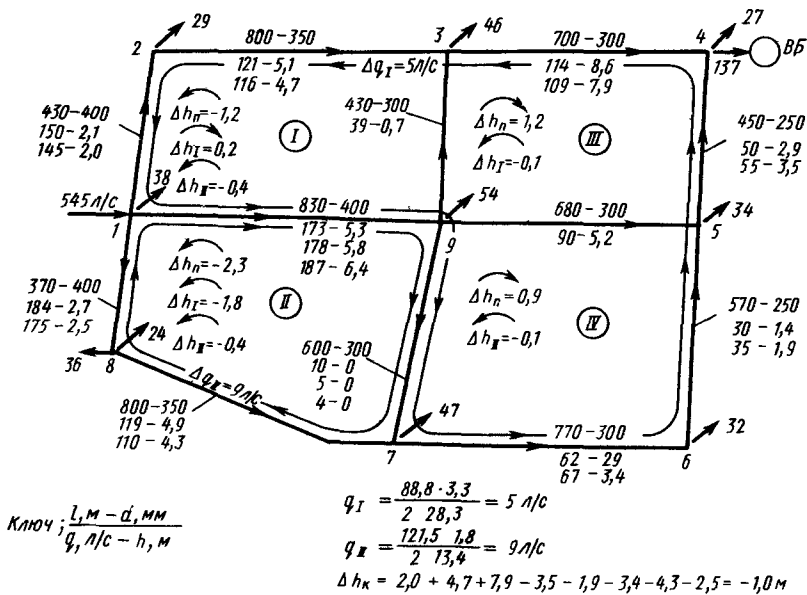 29
46
27
2
800-350
3
700-300
4
137
ВБ
121-5,1
116-4,7
Δq_I=5л/с
114-8,6
109-7,9
430-400
150-2,1
145-2,0
Δh_п=-1,2
Δh_I=0,2
Δh_II=-0,4
I
430-300
39-0,7
Δh_п=1,2
Δh_I=-0,1
III
450-250
50-2,9
55-3,5
38
54
34
545 л/с
1
830-400
173-5,3
178-5,8
187-6,4
9
680-300
90-5,2
5
370-400
184-2,7
175-2,5
Δh_п=-2,3
Δh_I=-1,8
Δh_II=-0,4
II
Δh_п=0,9
Δh_II=-0,1
IV
570-250
30-1,4
35-1,9
24
36
8
600-300
10-0
5-0
4-0
Δq_II=9л/с
800-350
119-4,9
110-4,3
47
7
770-300
62-29
67-3,4
32
6
Ключ; l, м - d, мм
q, л/с - h, м
q_I = 88,8·3,3 / 2 28,3 = 5 л/с
q_II = 121,5 1,8 / 2 13,4 = 9л/с
Δh_к = 2,0 + 4,7+7,9 -3,5 - 1,9 -3,4-4,3-2,5= -1,0м